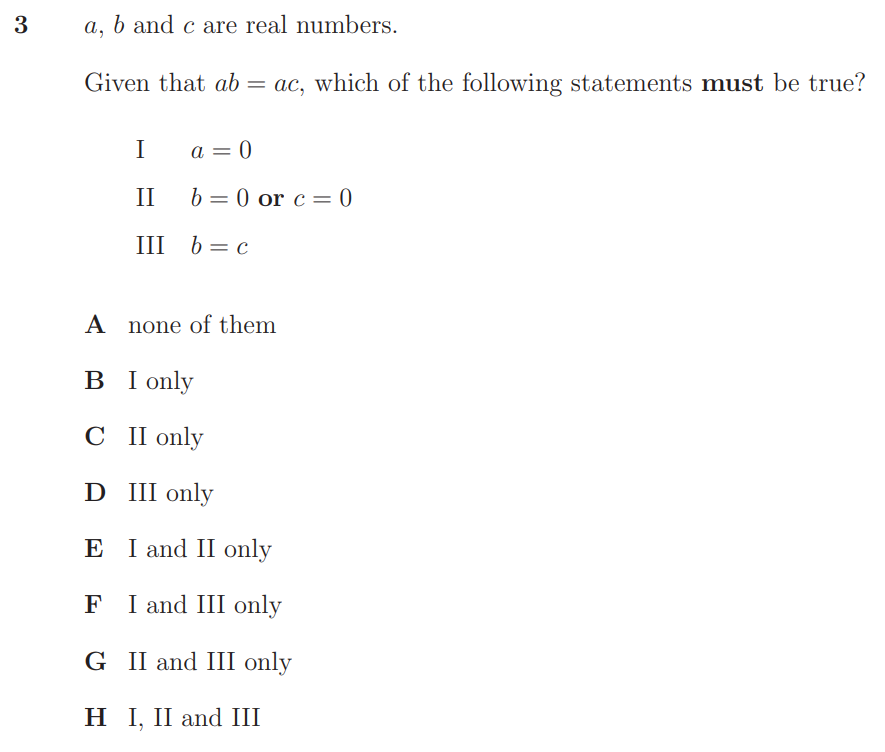 3 a, b and c are real numbers.
Given that ab = ac, which of the following statements must be true?
I a = 0
II b = 0 or c = 0
III b = c
A none of them
B I only
C II only
D III only
E I and II only
F I and III only
G II and III only
H I, II and III